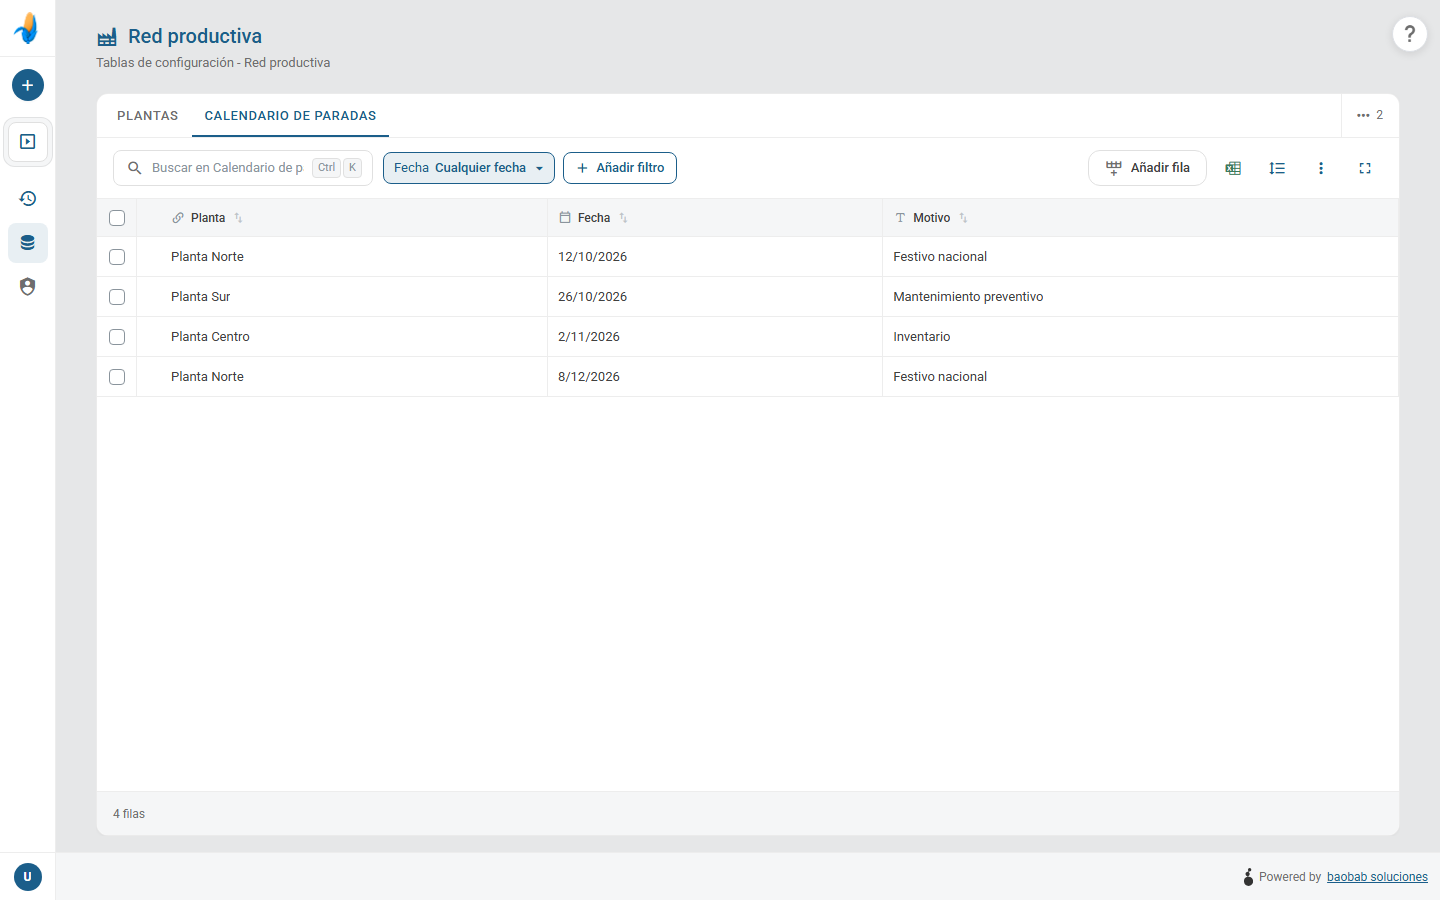 Red productiva
Tablas de configuración - Red productiva
?
PLANTAS
CALENDARIO DE PARADAS
••• 2
Buscar en Calendario de p
Ctrl K
Fecha Cualquier fecha
+ Añadir filtro
Añadir fila
Planta
Fecha
Motivo
Planta Norte
12/10/2026
Festivo nacional
Planta Sur
26/10/2026
Mantenimiento preventivo
Planta Centro
2/11/2026
Inventario
Planta Norte
8/12/2026
Festivo nacional
4 filas
U
Powered by baobab soluciones